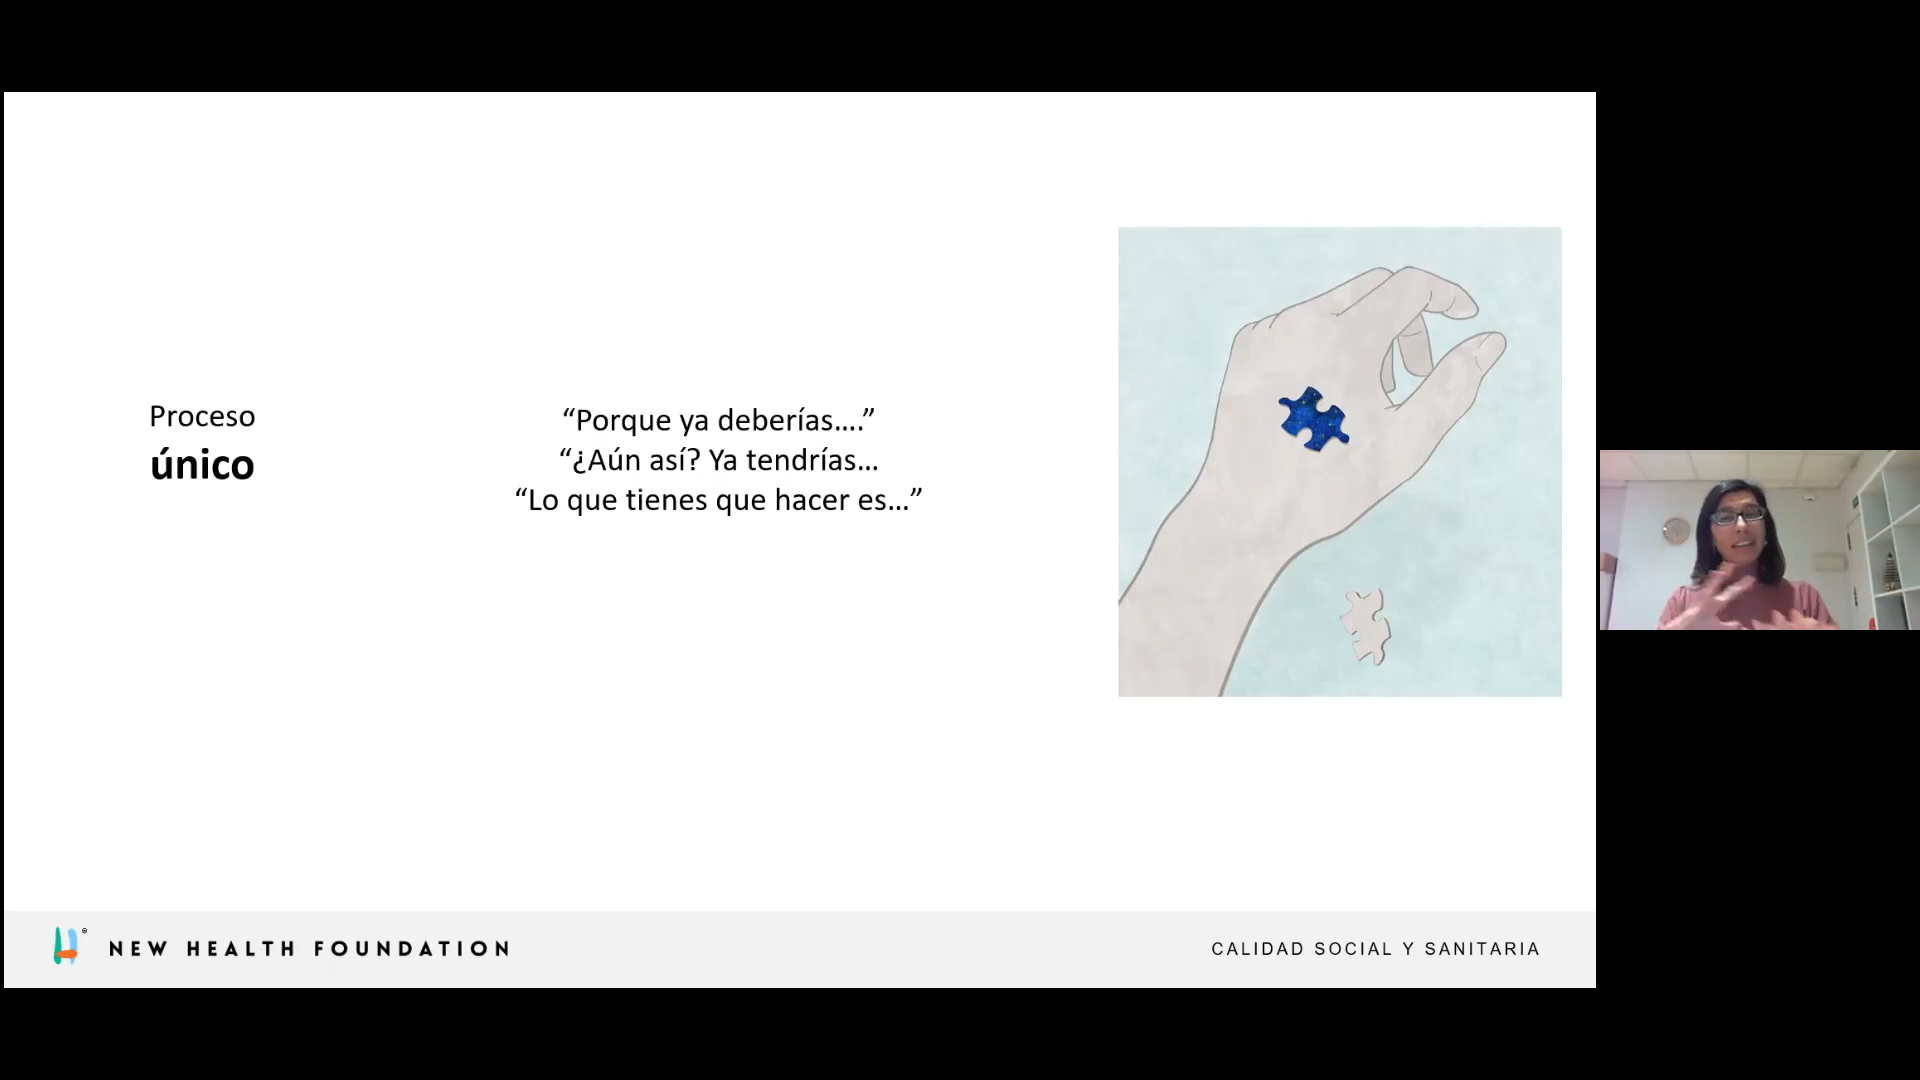 Proceso
único
“Porque ya deberías....”
“¿Aún así? Ya tendrías...
“Lo que tienes que hacer es...”
NEW HEALTH FOUNDATION
CALIDAD SOCIAL Y SANITARIA